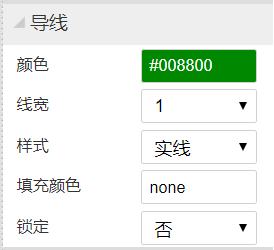 导线
颜色 #008800
线宽 1
样式 实线
填充颜色 none
锁定 否